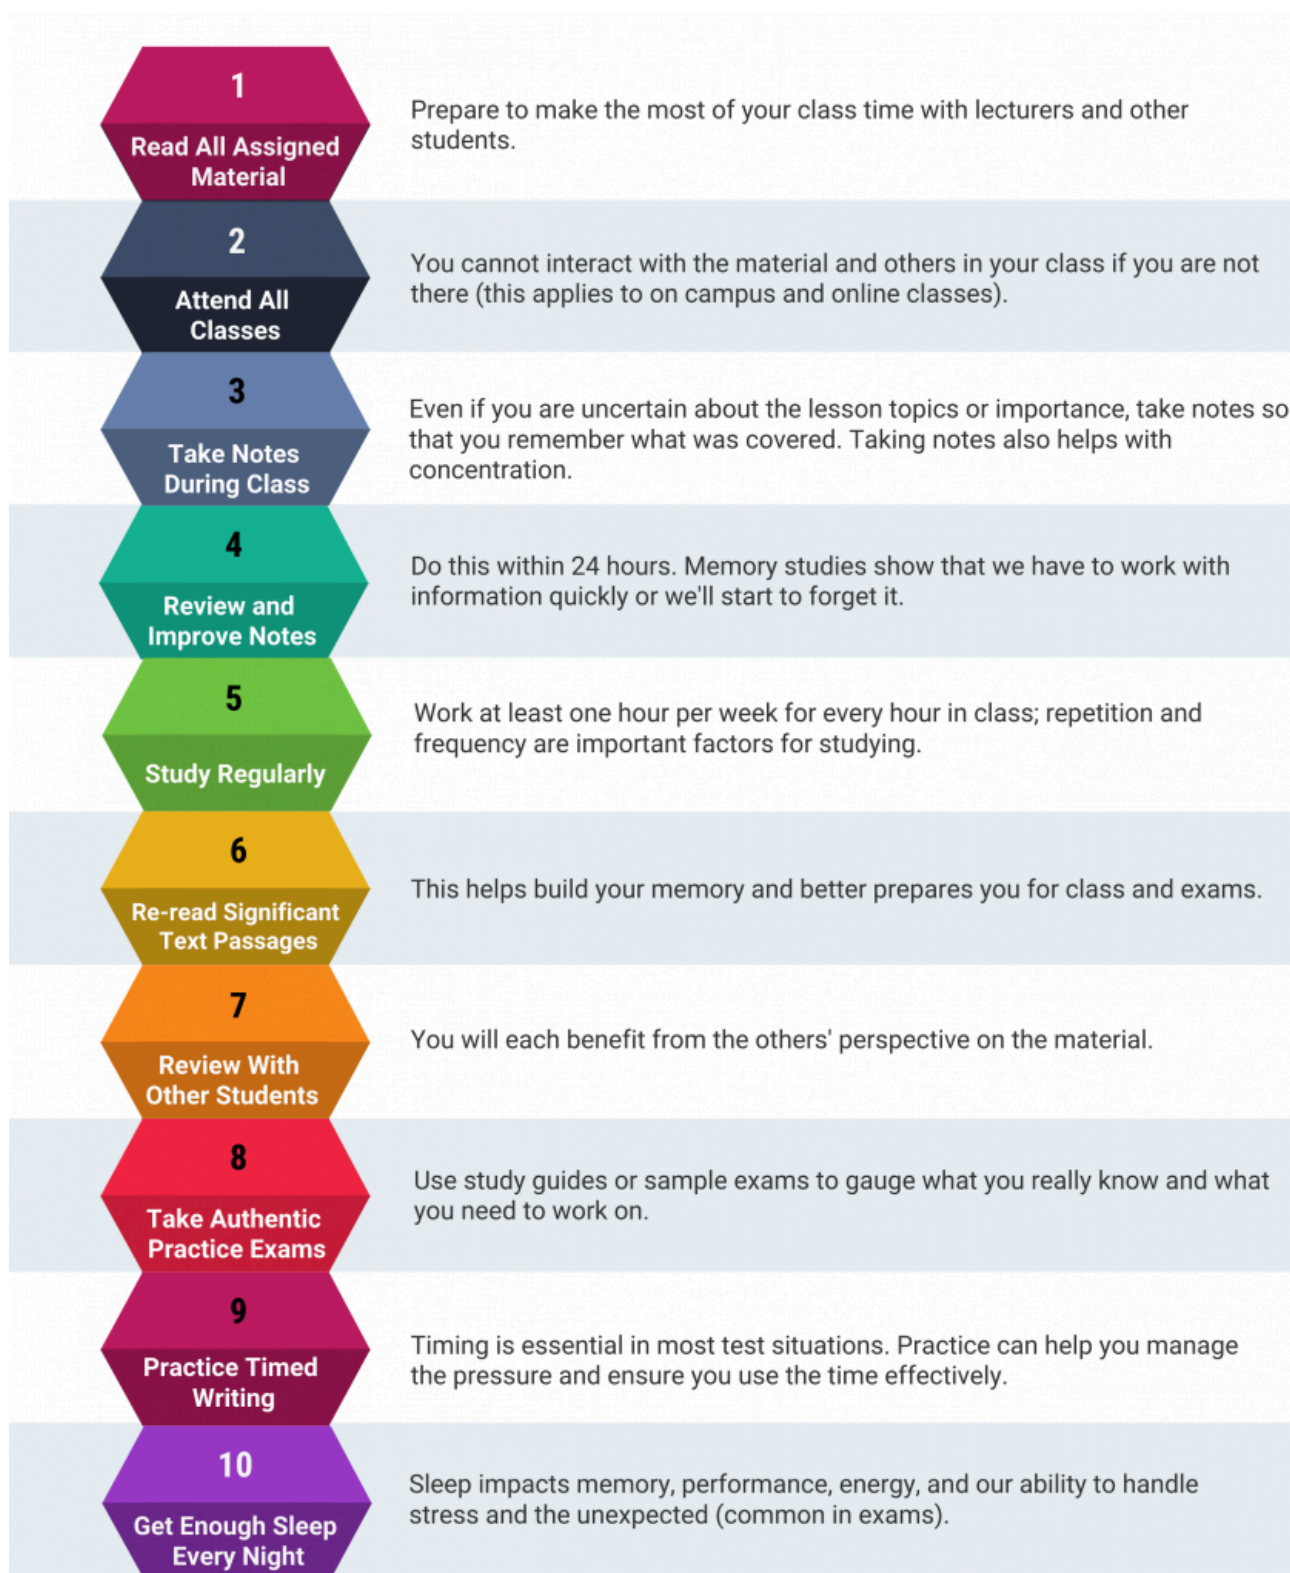 1
Read All Assigned
Material
Prepare to make the most of your class time with lecturers and other
students.
2
Attend All
Classes
You cannot interact with the material and others in your class if you are not
there (this applies to on campus and online classes).
3
Take Notes
During Class
Even if you are uncertain about the lesson topics or importance, take notes so
that you remember what was covered. Taking notes also helps with
concentration.
4
Review and
Improve Notes
Do this within 24 hours. Memory studies show that we have to work with
information quickly or we'll start to forget it.
5
Study Regularly
Work at least one hour per week for every hour in class; repetition and
frequency are important factors for studying.
6
Re-read Significant
Text Passages
This helps build your memory and better prepares you for class and exams.
7
Review With
Other Students
You will each benefit from the others' perspective on the material.
8
Take Authentic
Practice Exams
Use study guides or sample exams to gauge what you really know and what
you need to work on.
9
Practice Timed
Writing
Timing is essential in most test situations. Practice can help you manage
the pressure and ensure you use the time effectively.
10
Get Enough Sleep
Every Night
Sleep impacts memory, performance, energy, and our ability to handle
stress and the unexpected (common in exams).